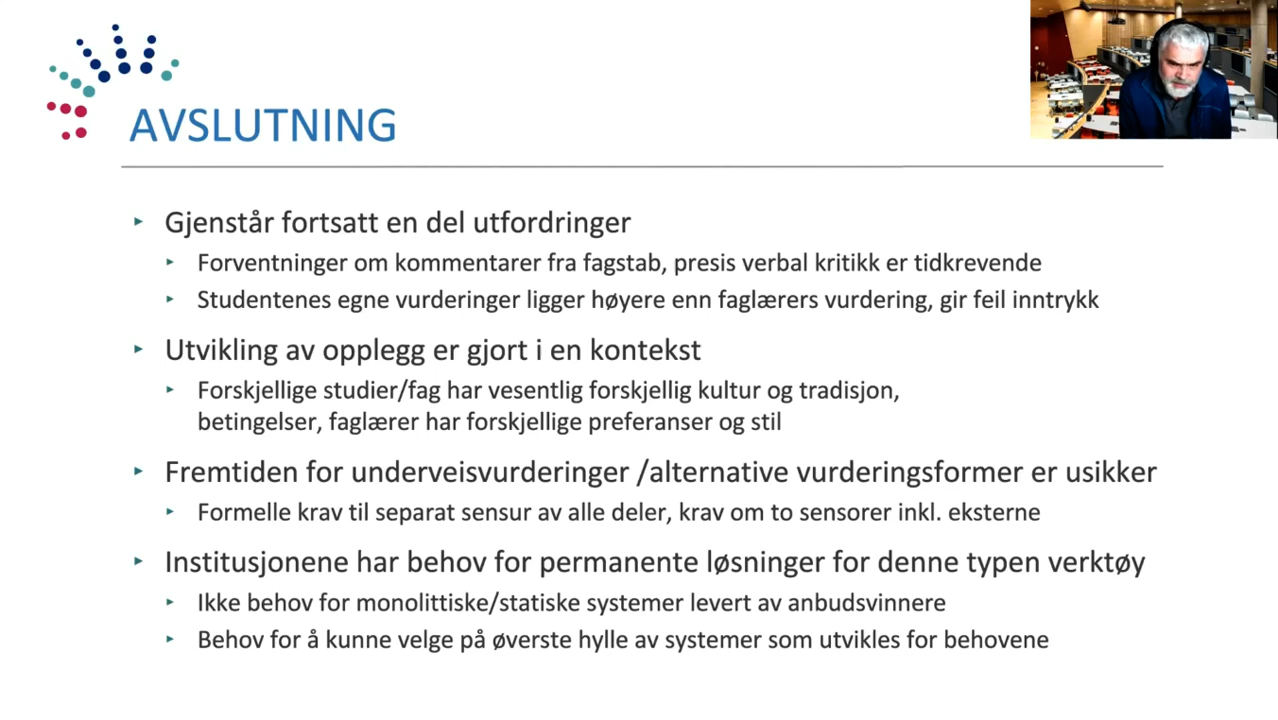 AVSLUTNING
Gjenstår fortsatt en del utfordringer
Forventninger om kommentarer fra fagstab, presis verbal kritikk er tidkrevende
Studentenes egne vurderinger ligger høyere enn faglærers vurdering, gir feil inntrykk
Utvikling av opplegg er gjort i en kontekst
Forskjellige studier/fag har vesentlig forskjellig kultur og tradisjon,
betingelser, faglærer har forskjellige preferanser og stil
Fremtiden for underveisvurderinger /alternative vurderingsformer er usikker
Formelle krav til separat sensur av alle deler, krav om to sensorer inkl. eksterne
Institusjonene har behov for permanente løsninger for denne typen verktøy
Ikke behov for monolittiske/statiske systemer levert av anbudsvinnere
Behov for å kunne velge på øverste hylle av systemer som utvikles for behovene